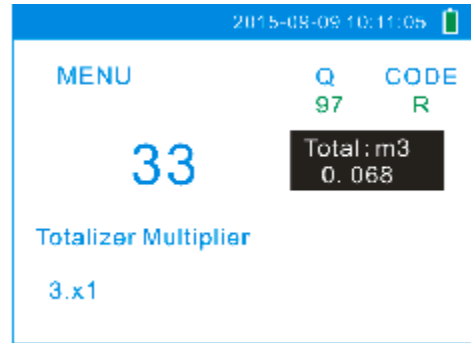 2015-08-09 10:11:05
MENU Q CODE
97 R
33
Total:m3
0.068
Totalizer Multiplier
3.x1